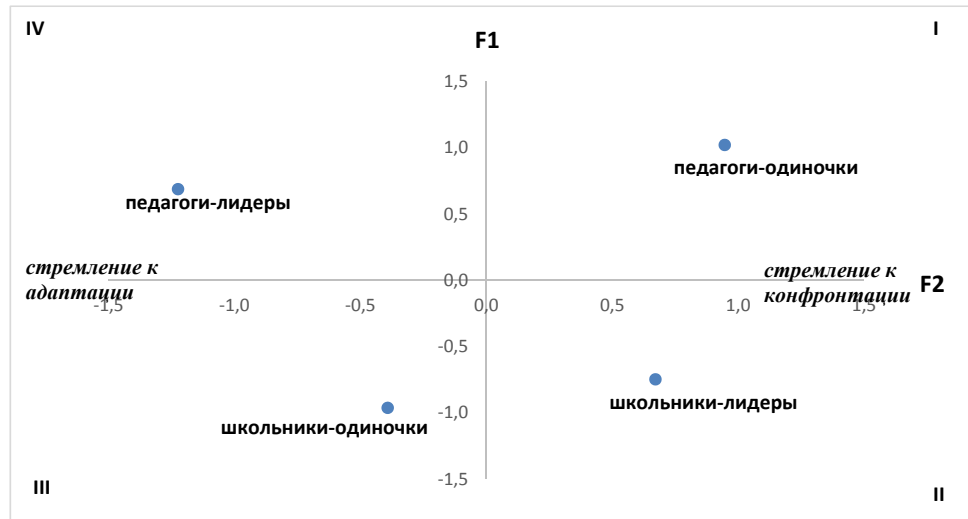 IV
I
F1
1,5
1,0
педагоги-одиночки
педагоги-лидеры
0,5
стремление к
адаптации
0,0
стремление к
конфронтации
F2
-1,5
-1,0
-0,5
0,0
0,5
1,0
1,5
-0,5
школьники-лидеры
-1,0
школьники-одиночки
-1,5
III
II